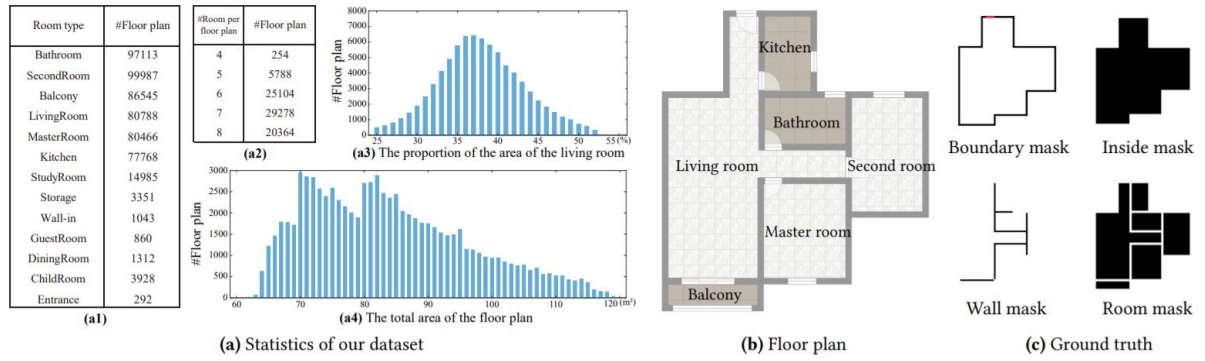 Room type #Floor plan
Bathroom 97113
SecondRoom 99987
Balcony 86545
LivingRoom 80788
MasterRoom 80466
Kitchen 77768
StudyRoom 14985
Storage 3351
Wall-in 1043
GuestRoom 860
DiningRoom 1312
ChildRoom 3928
Entrance 292
(a1)
#Room per
floor plan
#Floor plan
4 254
5 5788
6 25104
7 29278
8 20364
(a2)
#Floor plan
8000
7000
6000
5000
4000
3000
2000
1000
0
25 30 35 40 45 50 55 (%)
(a3) The proportion of the area of the living room
#Floor plan
3000
2500
2000
1500
1000
500
0
60 70 80 90 100 110 120 (m²)
(a4) The total area of the floor plan
(a) Statistics of our dataset
Kitchen
Bathroom
Living room
Second room
Master room
Balcony
(b) Floor plan
Boundary mask
Inside mask
Wall mask
Room mask
(c) Ground truth